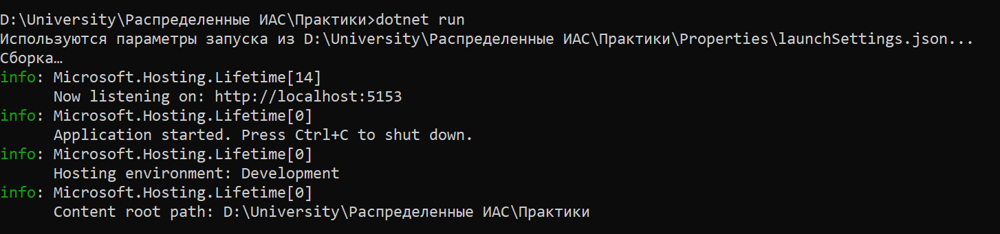 D:\University\Распределенные ИАС\Практики>dotnet run
Используются параметры запуска из D:\University\Распределенные ИАС\Практики\Properties\launchSettings.json...
Сборка…
info: Microsoft.Hosting.Lifetime[14]
      Now listening on: http://localhost:5153
info: Microsoft.Hosting.Lifetime[0]
      Application started. Press Ctrl+C to shut down.
info: Microsoft.Hosting.Lifetime[0]
      Hosting environment: Development
info: Microsoft.Hosting.Lifetime[0]
      Content root path: D:\University\Распределенные ИАС\Практики